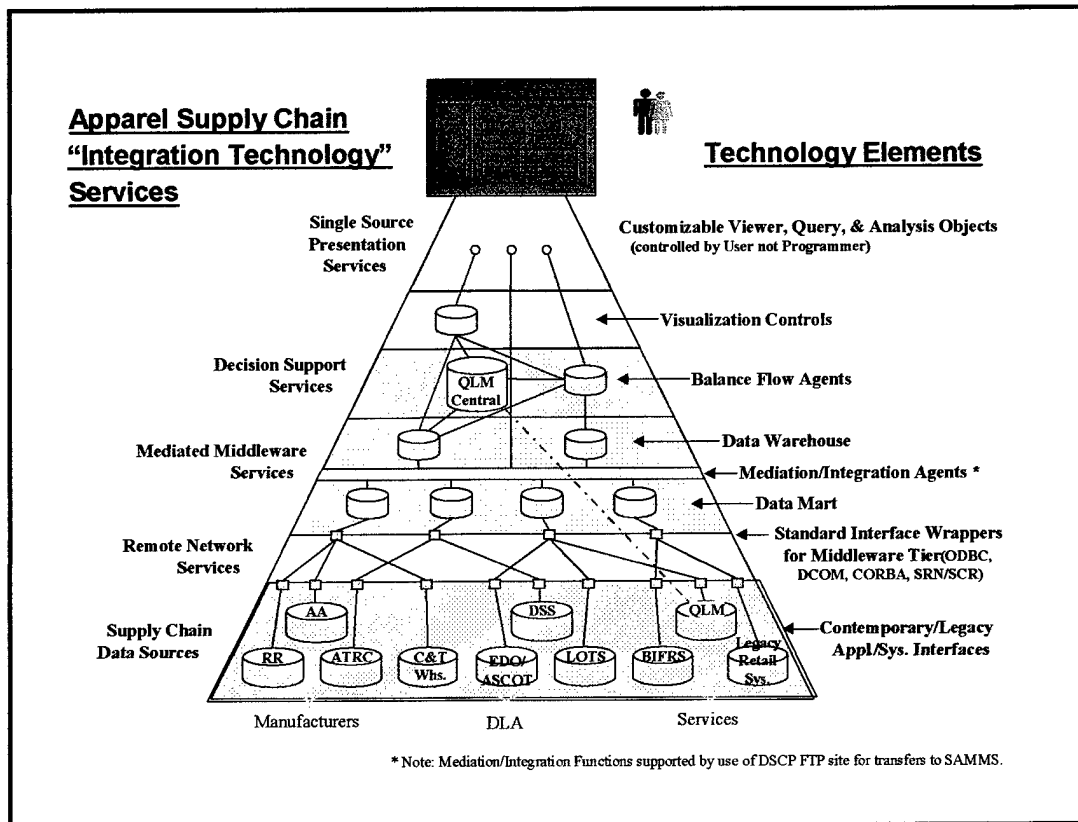 Apparel Supply Chain
“Integration Technology”
Services
Technology Elements
Single Source
Presentation
Services
Customizable Viewer, Query, & Analysis Objects
(controlled by User not Programmer)
Visualization Controls
Decision Support
Services
QLM
Central
Balance Flow Agents
Mediated Middleware
Services
Data Warehouse
Mediation/Integration Agents *
Data Mart
Remote Network
Services
Standard Interface Wrappers
for Middleware Tier(ODBC,
DCOM, CORBA, SRN/SCR)
Supply Chain
Data Sources
AA
DSS
QLM
RR
ATRC
C&T
Whs.
EDO/
ASCOT
LOTS
BIFRS
Legacy
Retail
Sys.
Contemporary/Legacy
Appl/Sys. Interfaces
Manufacturers
DLA
Services
* Note: Mediation/Integration Functions supported by use of DSCP FTP site for transfers to SAMMS.